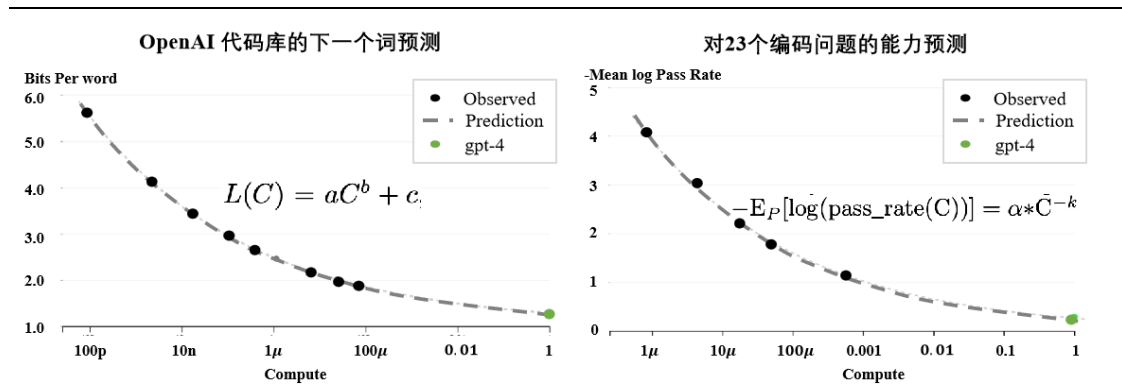 OpenAI 代码库的下一个词预测
Bits Per word
6.0
5.0
4.0
3.0
2.0
1.0
Observed
Prediction
gpt-4
L(C) = aC^b + c,
100p 10n 1μ 100μ 0.01 1
Compute
对23个编码问题的能力预测
-Mean log Pass Rate
5
4
3
2
1
0
Observed
Prediction
gpt-4
−E_P[log(pass_rate(C))] = α*C^{-k}
1μ 10μ 100μ 0.001 0.01 0.1 1
Compute